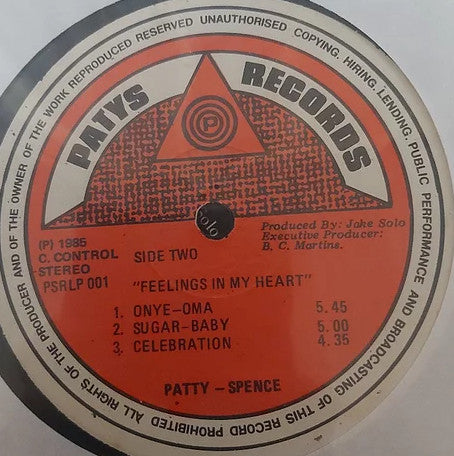 ALL RIGHTS OF THE PRODUCER AND OF THE OWNER OF THE WORK REPRODUCED RESERVED UNAUTHORISED COPYING, HIRING, LENDING, PUBLIC PERFORMANCE AND BROADCASTING OF THIS RECORD PROHIBITED
PATYS RECORDS
P
Solo
Produced By: Jake Solo
Executive Producer:
B. C. Martins.
(P) 1985
C. CONTROL
STEREO
PSRLP 001
SIDE TWO
"FEELINGS IN MY HEART"
1. ONYE-OMA 5.45
2. SUGAR-BABY 5.00
3. CELEBRATION 4.35
PATTY - SPENCE